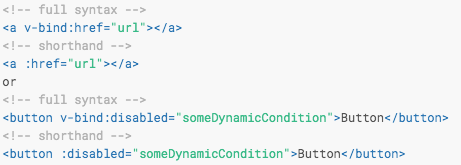 <!-- full syntax -->
<a v-bind:href="url"></a>
<!-- shorthand -->
<a :href="url"></a>
or
<!-- full syntax -->
<button v-bind:disabled="someDynamicCondition">Button</button>
<!-- shorthand -->
<button :disabled="someDynamicCondition">Button</button>